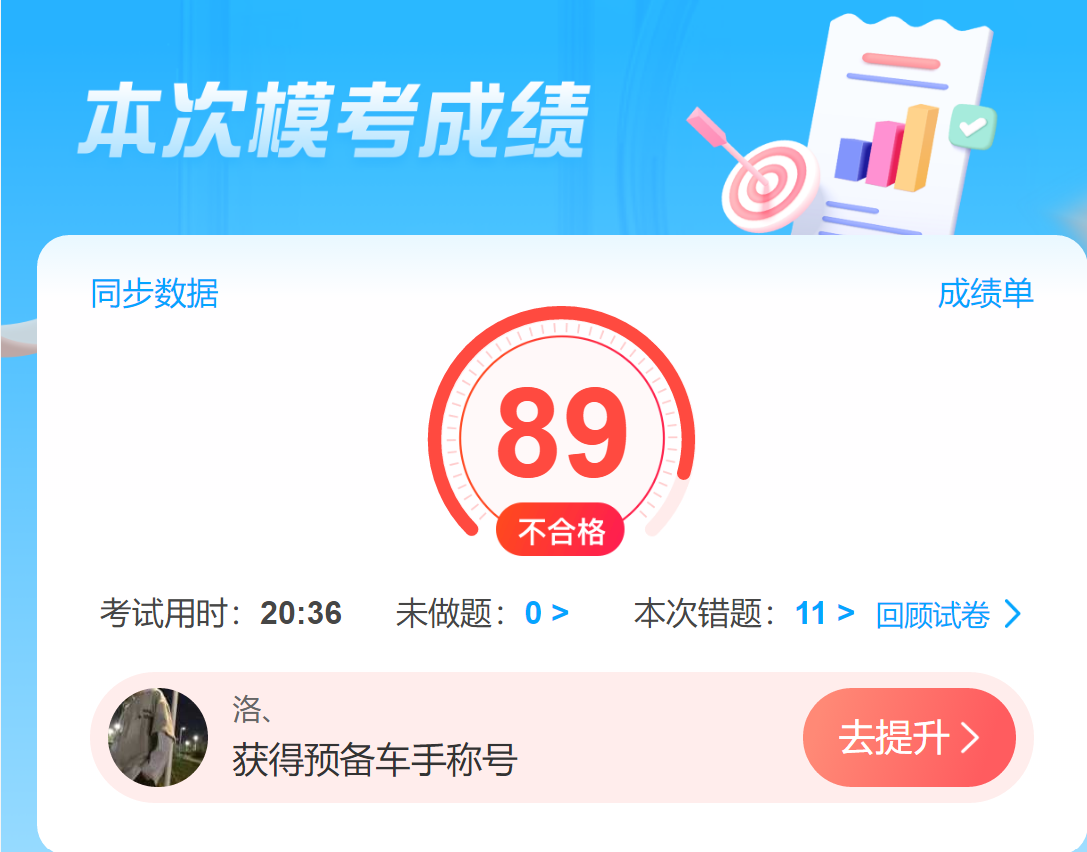 本次模考成绩
同步数据
成绩单
89
不合格
考试用时：20:36 未做题：0 > 本次错题：11 > 回顾试卷 >
洛、
获得预备车手称号
去提升 >